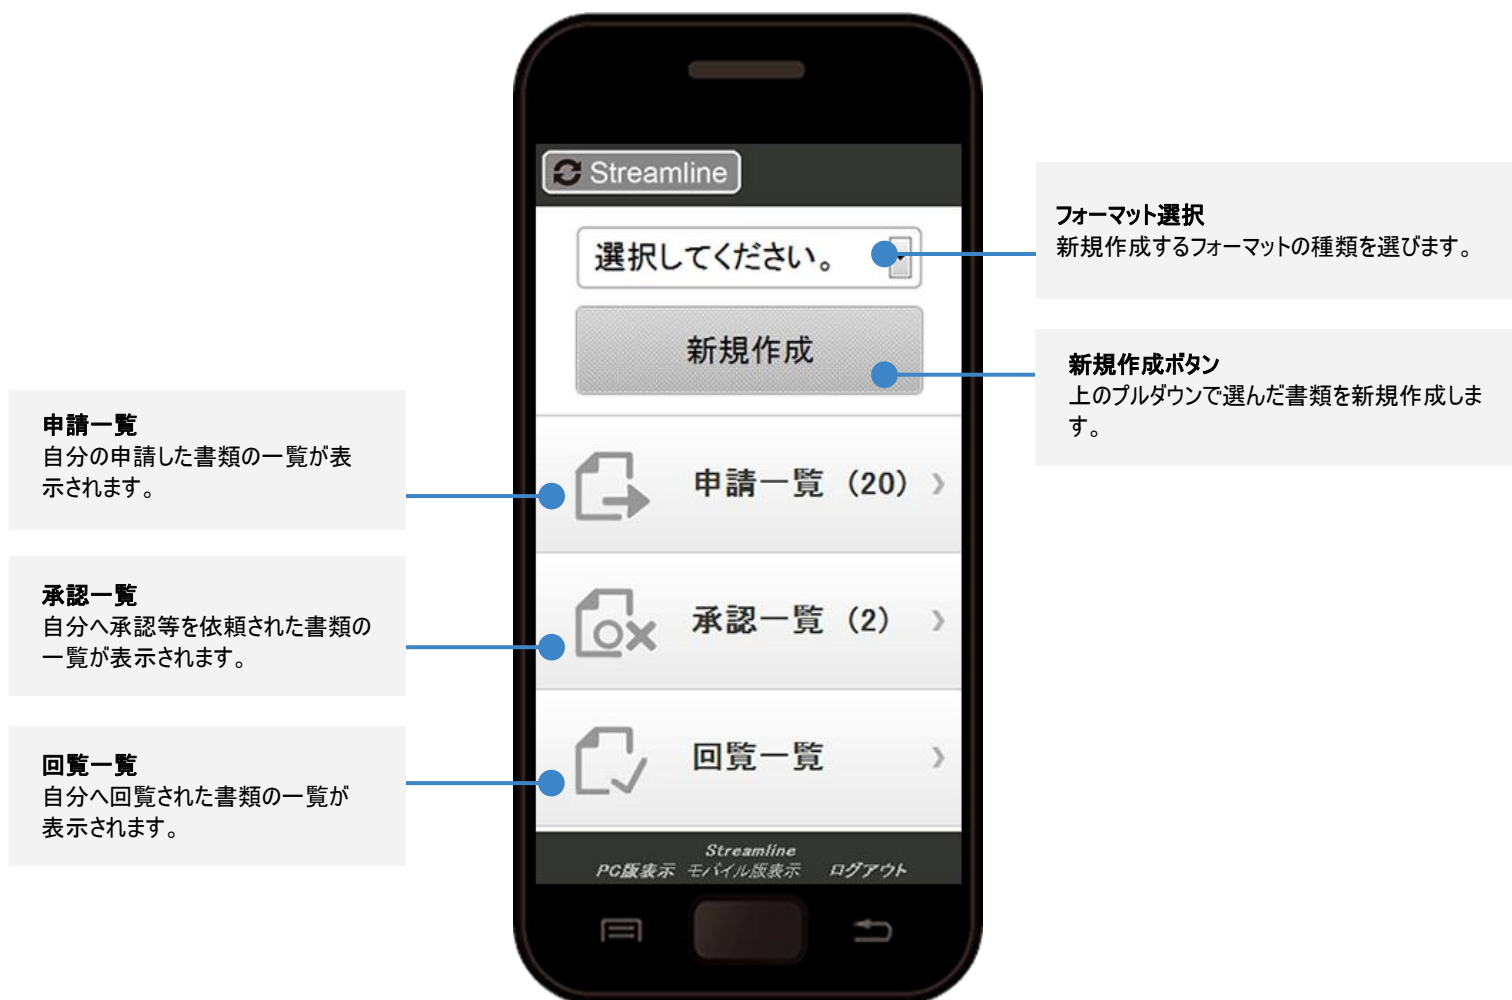 Streamline
選択してください。
新規作成
申請一覧（20）
承認一覧（2）
回覧一覧
Streamline
PC版表示 モバイル版表示 ログアウト
申請一覧
自分の申請した書類の一覧が表
示されます。
承認一覧
自分へ承認等を依頼された書類の
一覧が表示されます。
回覧一覧
自分へ回覧された書類の一覧が
表示されます。
フォーマット選択
新規作成するフォーマットの種類を選びます。
新規作成ボタン
上のプルダウンで選んだ書類を新規作成しま
す。